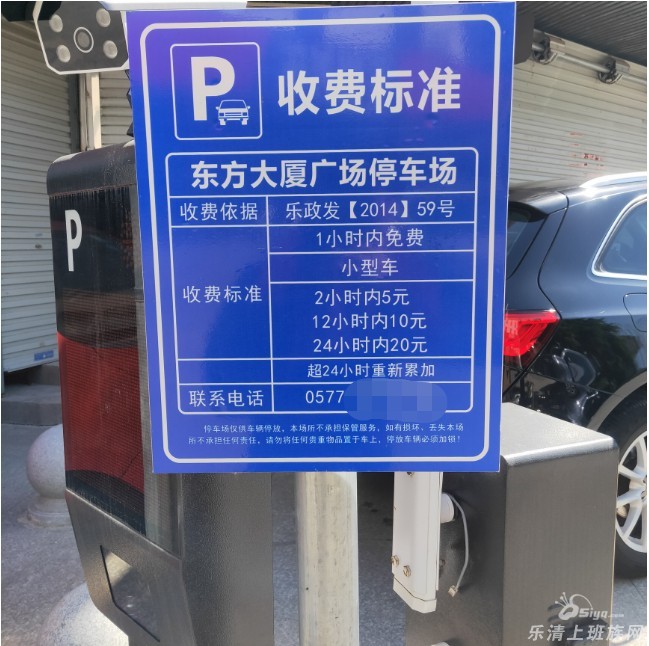 P
收费标准
东方大厦广场停车场
收费依据 乐政发【2014】59号
收费标准
1小时内免费
小型车
2小时内5元
12小时内10元
24小时内20元
超24小时重新累加
联系电话 0577
停车场仅供车辆停放，本场所不承担保管服务，如有损坏、丢失本场
所不承担任何责任。请勿将任何贵重物品置于车上，停放车辆必须加锁！
P
乐清上班族网